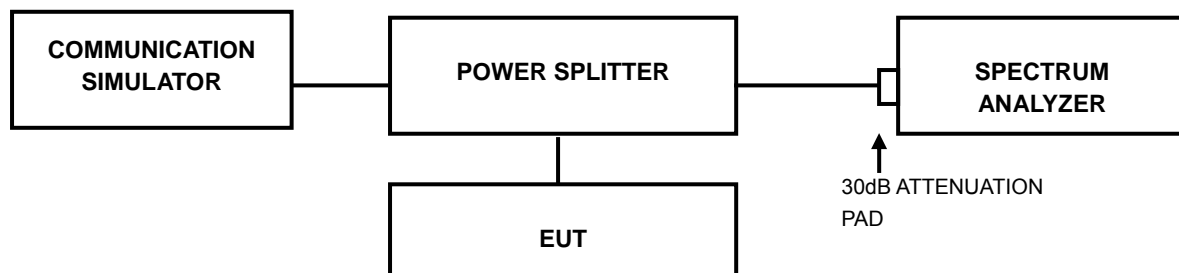 COMMUNICATION
SIMULATOR
POWER SPLITTER
SPECTRUM
ANALYZER
30dB ATTENUATION
PAD
EUT